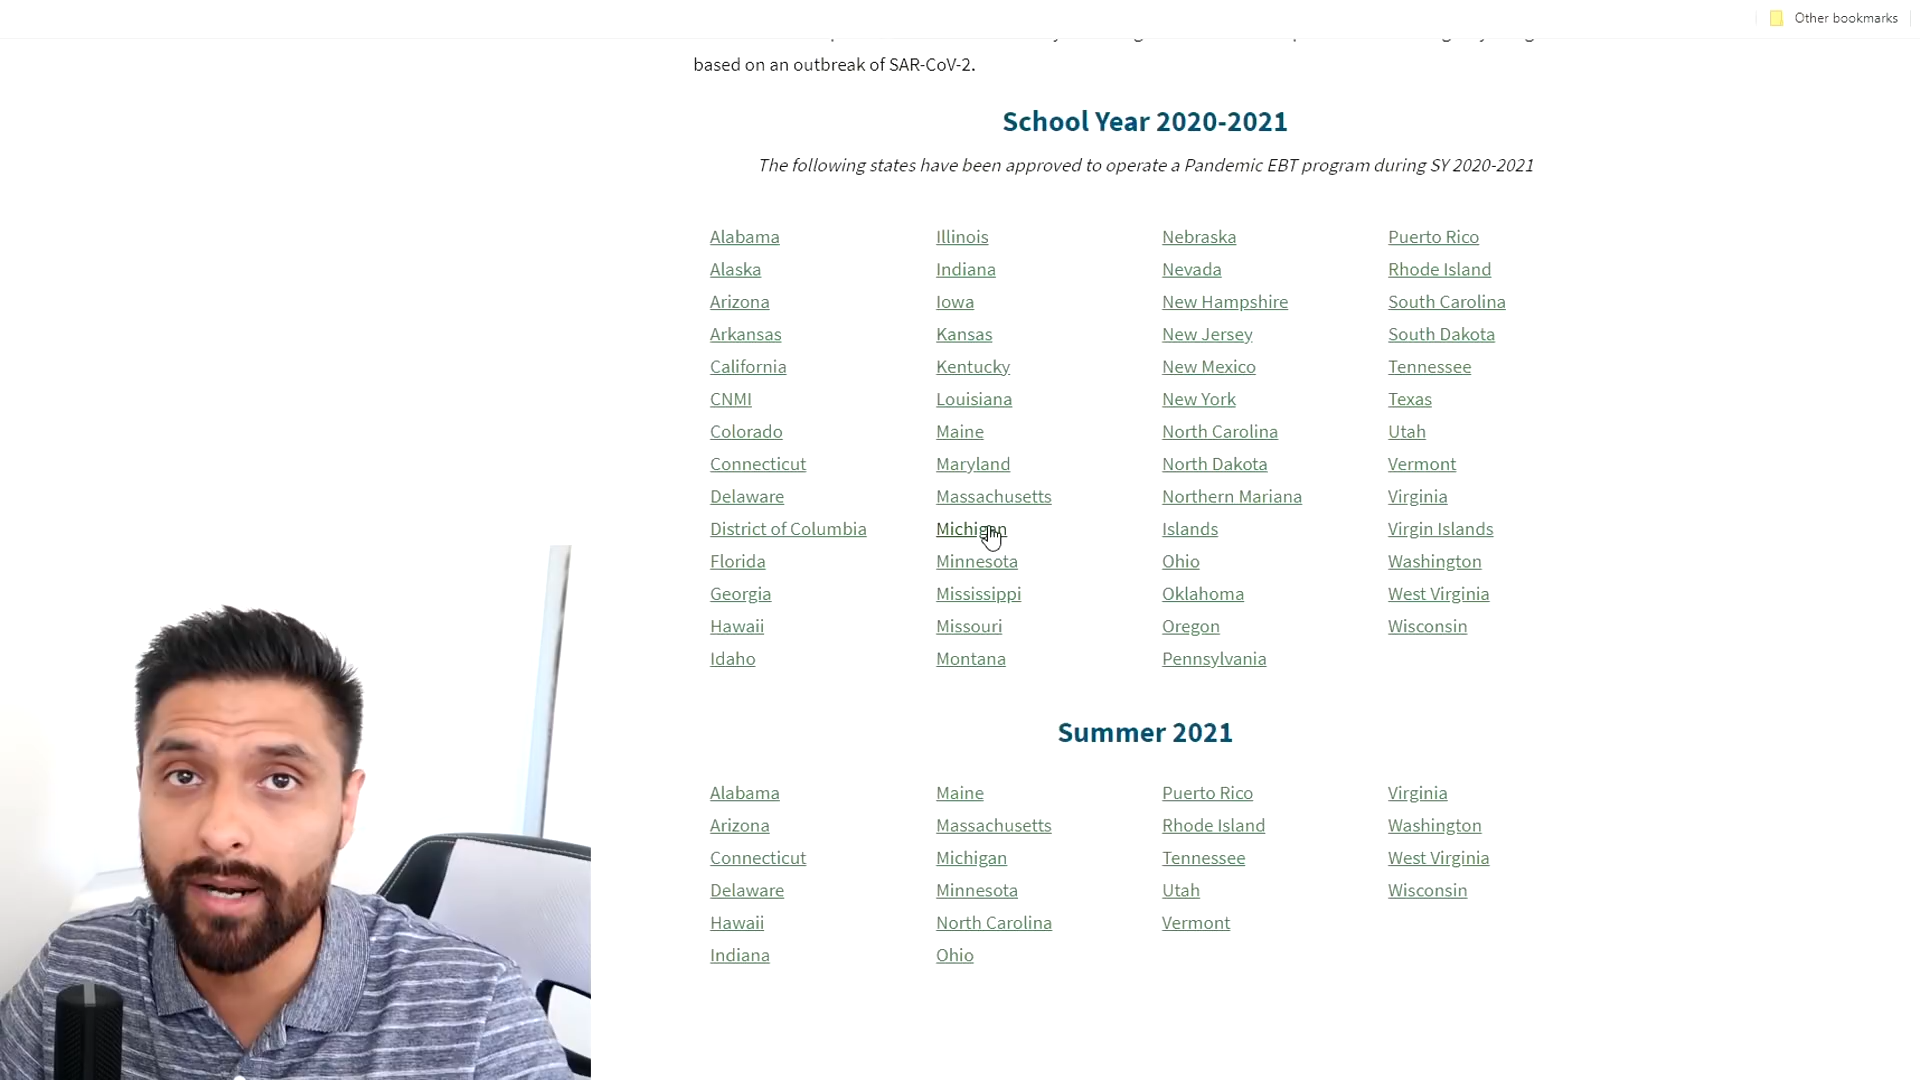 Other bookmarks
based on an outbreak of SAR-CoV-2.
School Year 2020-2021
The following states have been approved to operate a Pandemic EBT program during SY 2020-2021
Alabama
Alaska
Arizona
Arkansas
California
CNMI
Colorado
Connecticut
Delaware
District of Columbia
Florida
Georgia
Hawaii
Idaho
Illinois
Indiana
Iowa
Kansas
Kentucky
Louisiana
Maine
Maryland
Massachusetts
Michigan
Minnesota
Mississippi
Missouri
Montana
Nebraska
Nevada
New Hampshire
New Jersey
New Mexico
New York
North Carolina
North Dakota
Northern Mariana
Islands
Ohio
Oklahoma
Oregon
Pennsylvania
Puerto Rico
Rhode Island
South Carolina
South Dakota
Tennessee
Texas
Utah
Vermont
Virginia
Virgin Islands
Washington
West Virginia
Wisconsin
Summer 2021
Alabama
Arizona
Connecticut
Delaware
Hawaii
Indiana
Maine
Massachusetts
Michigan
Minnesota
North Carolina
Ohio
Puerto Rico
Rhode Island
Tennessee
Utah
Vermont
Virginia
Washington
West Virginia
Wisconsin